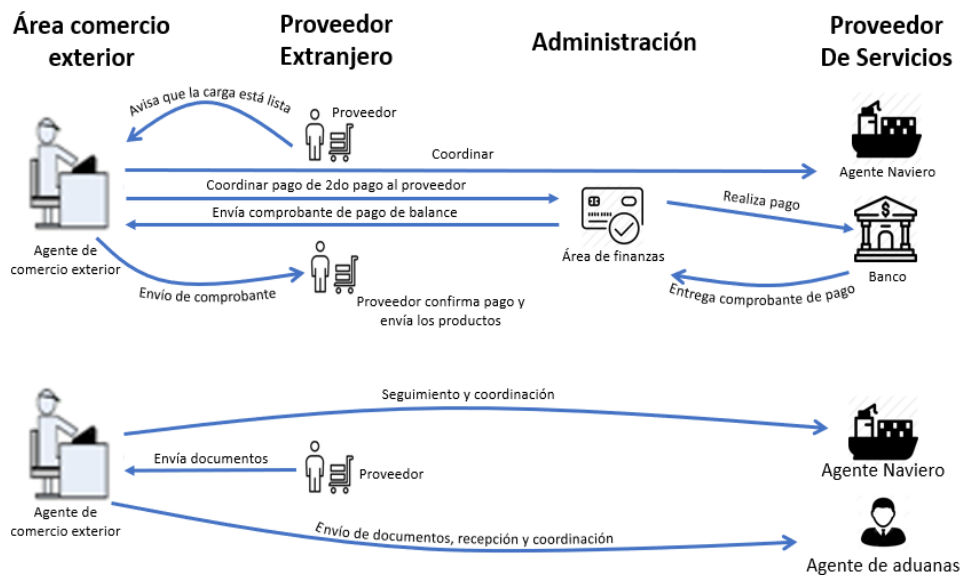 Área comercio
exterior
Proveedor
Extranjero
Administración
Proveedor
De Servicios
Avisa que la carga está lista
Proveedor
Coordinar
Agente Naviero
Coordinar pago de 2do pago al proveedor
Realiza pago
Envía comprobante de pago de balance
Agente de
comercio exterior
Área de finanzas
Banco
Envío de comprobante
Entrega comprobante de pago
Proveedor confirma pago y
envía los productos
Seguimiento y coordinación
Agente Naviero
Envía documentos
Proveedor
Agente de
comercio exterior
Envío de documentos, recepción y coordinación
Agente de aduanas